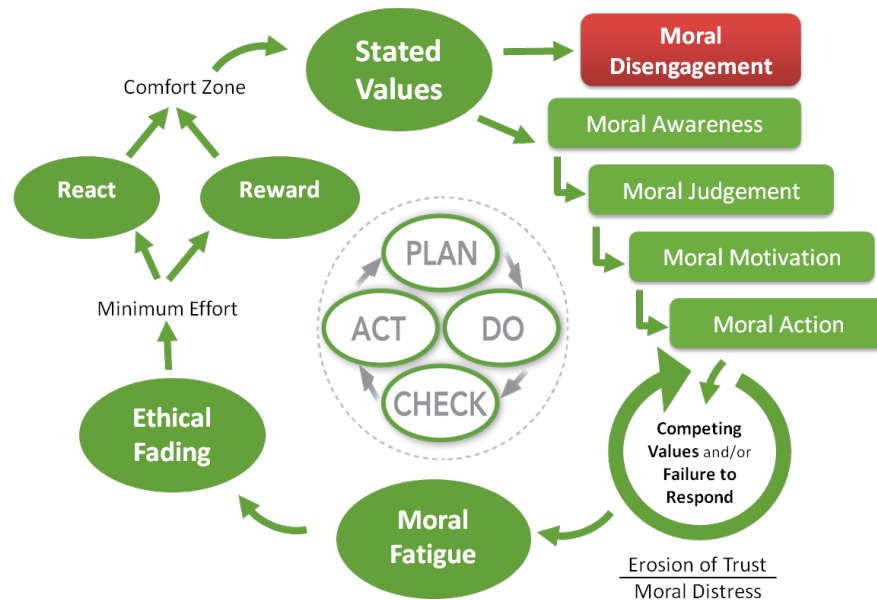 Stated
Values
Moral
Disengagement
Comfort Zone
Moral Awareness
React
Reward
Moral Judgement
PLAN
Moral Motivation
Minimum Effort
ACT
DO
Moral Action
CHECK
Ethical
Fading
Competing
Values and/or
Failure to
Respond
Moral
Fatigue
Erosion of Trust
Moral Distress